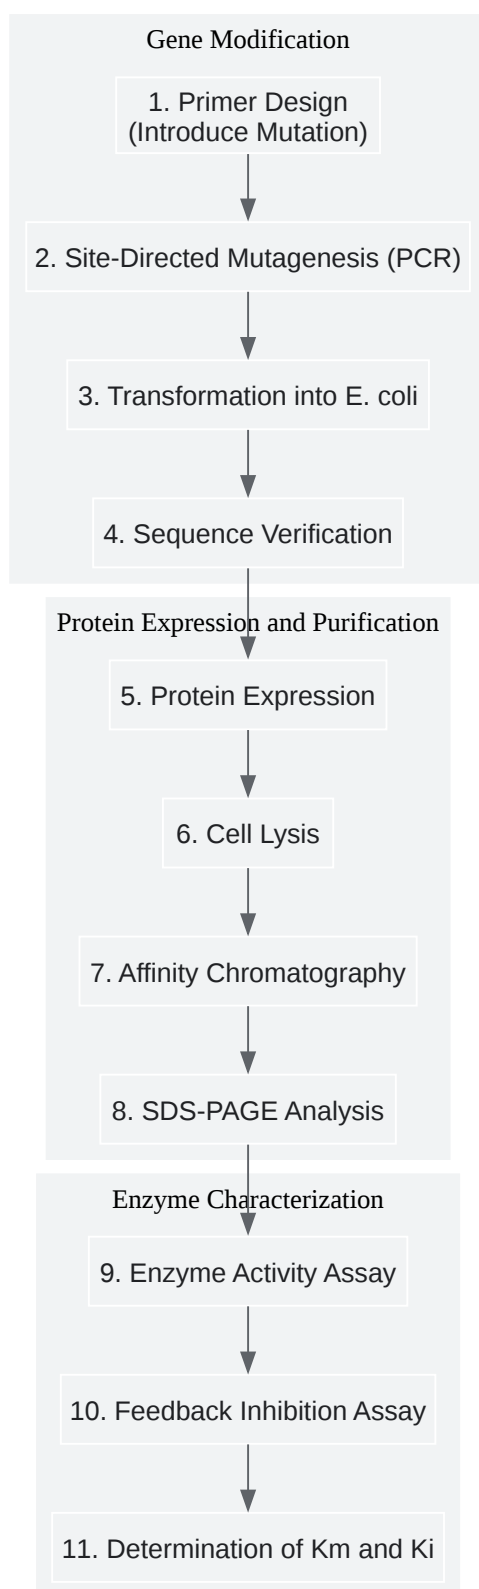 Gene Modification
1. Primer Design
(Introduce Mutation)
2. Site-Directed Mutagenesis (PCR)
3. Transformation into E. coli
4. Sequence Verification
Protein Expression and Purification
5. Protein Expression
6. Cell Lysis
7. Affinity Chromatography
8. SDS-PAGE Analysis
Enzyme Characterization
9. Enzyme Activity Assay
10. Feedback Inhibition Assay
11. Determination of Km and Ki